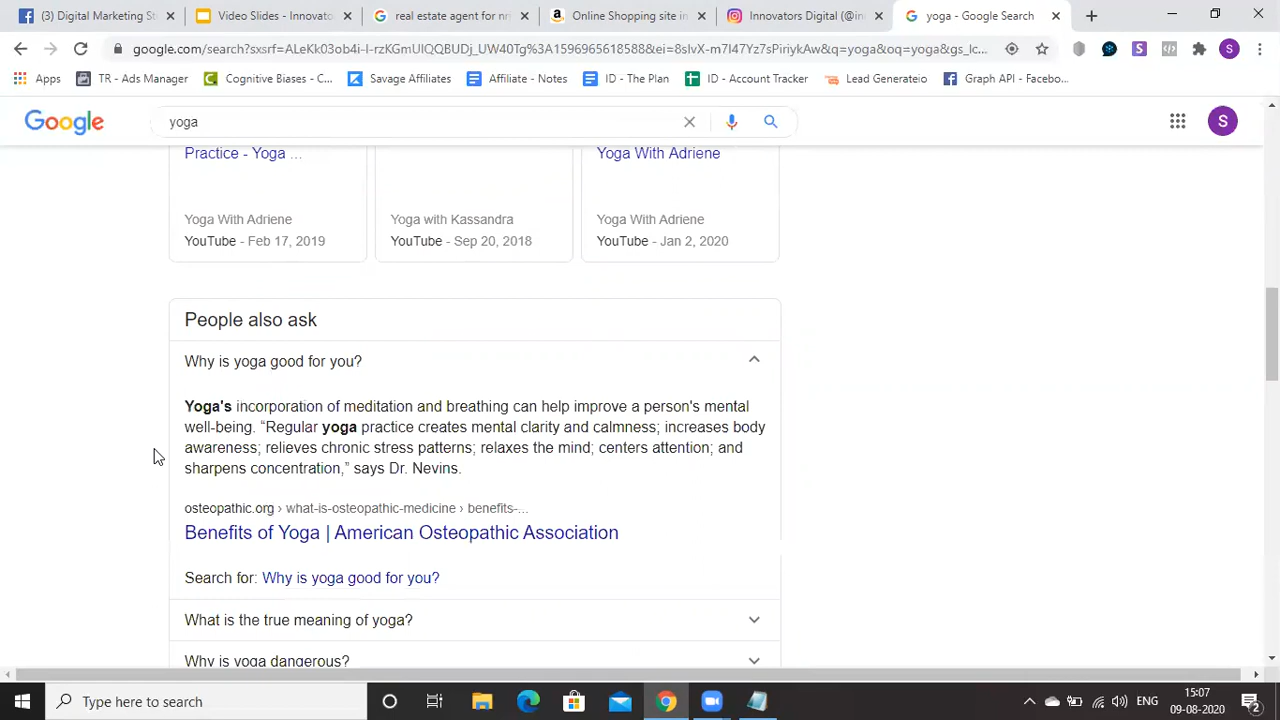 (3) Digital Marketing St
Video Slides - Innovato
real estate agent for nr
Online Shopping site in
Innovators Digital (@in
yoga - Google Search
google.com/search?sxsrf=ALeKk03ob4i-I-rzKGmUlQQBUDj_UW40Tg%3A1596965618588&ei=8slvX-m7I47Yz7sPiriykAw&q=yoga&oq=yoga&gs_lc...
Apps
TR - Ads Manager
Cognitive Biases - C...
Savage Affiliates
Affiliate - Notes
ID - The Plan
ID - Account Tracker
Lead Generateio
Graph API - Facebo...
Google
yoga
S
Practice - Yoga ...
Yoga With Adriene
Yoga With Adriene
Yoga with Kassandra
Yoga With Adriene
YouTube - Feb 17, 2019
YouTube - Sep 20, 2018
YouTube - Jan 2, 2020
People also ask
Why is yoga good for you?
Yoga's incorporation of meditation and breathing can help improve a person's mental
well-being. “Regular yoga practice creates mental clarity and calmness; increases body
awareness; relieves chronic stress patterns; relaxes the mind; centers attention; and
sharpens concentration,” says Dr. Nevins.
osteopathic.org › what-is-osteopathic-medicine › benefits-...
Benefits of Yoga | American Osteopathic Association
Search for: Why is yoga good for you?
What is the true meaning of yoga?
Why is yoga dangerous?
Type here to search
ENG
15:07
09-08-2020
2